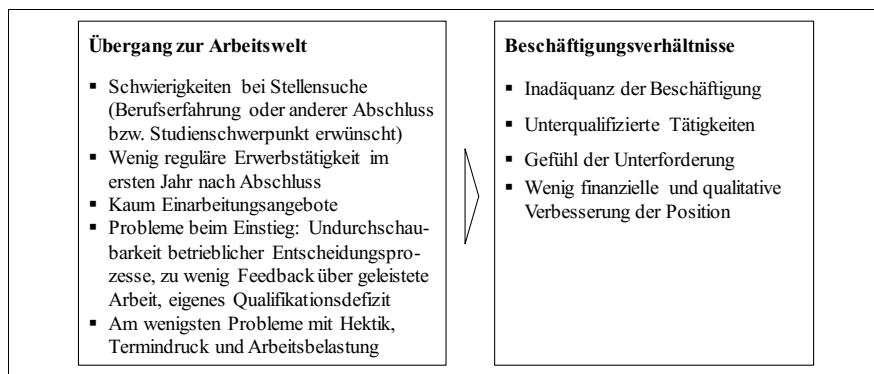 Übergang zur Arbeitswelt
▪ Schwierigkeiten bei Stellensuche
(Berufserfahrung oder anderer Abschluss
bzw. Studienschwerpunkt erwünscht)
▪ Wenig reguläre Erwerbstätigkeit im
ersten Jahr nach Abschluss
▪ Kaum Einarbeitungsangebote
▪ Probleme beim Einstieg: Undurchschau-
barkeit betrieblicher Entscheidungspro-
zesse, zu wenig Feedback über geleistete
Arbeit, eigenes Qualifikationsdefizit
▪ Am wenigsten Probleme mit Hektik,
Termindruck und Arbeitsbelastung
Beschäftigungsverhältnisse
▪ Inadäquanz der Beschäftigung
▪ Unterqualifizierte Tätigkeiten
▪ Gefühl der Unterforderung
▪ Wenig finanzielle und qualitative
Verbesserung der Position